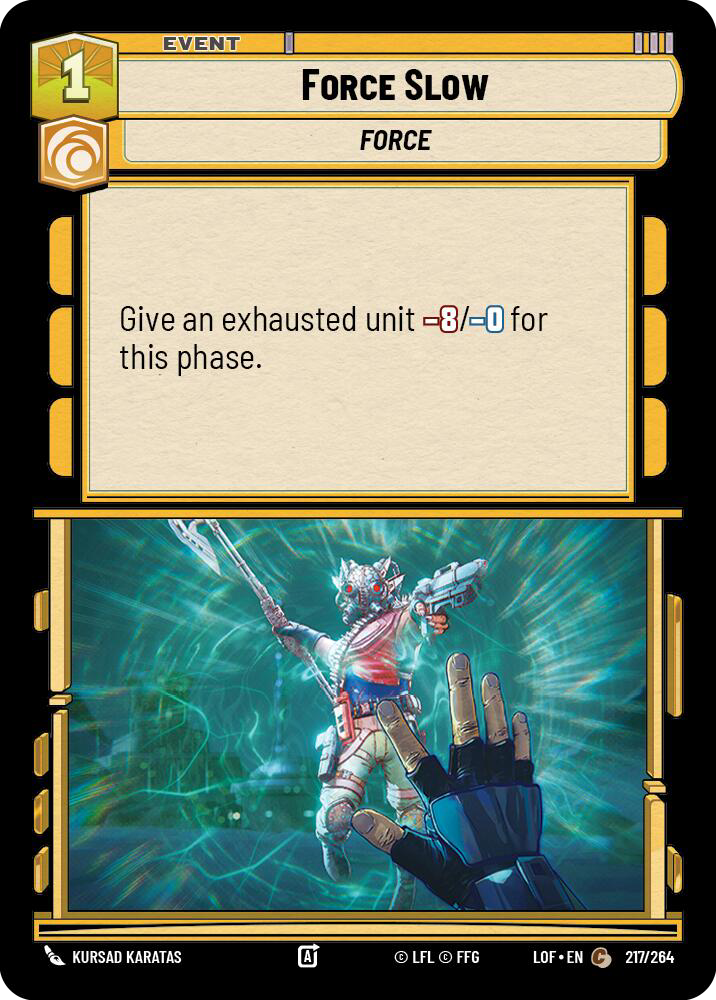 EVENT
1
FORCE SLOW
FORCE
Give an exhausted unit -8/-0 for
this phase.
KURSAD KARATAS
A
© LFL © FFG
LOF • EN
C
217/264